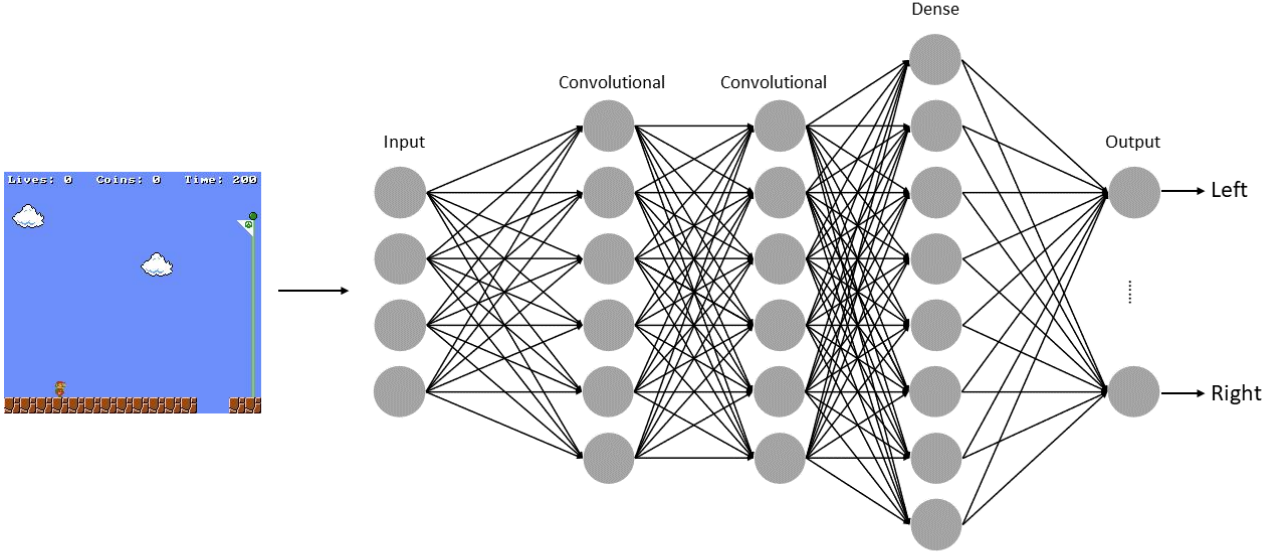 Dense
Convolutional Convolutional
Input
Output
Lives: 0 Coins: 0 Time: 200
Left
Right